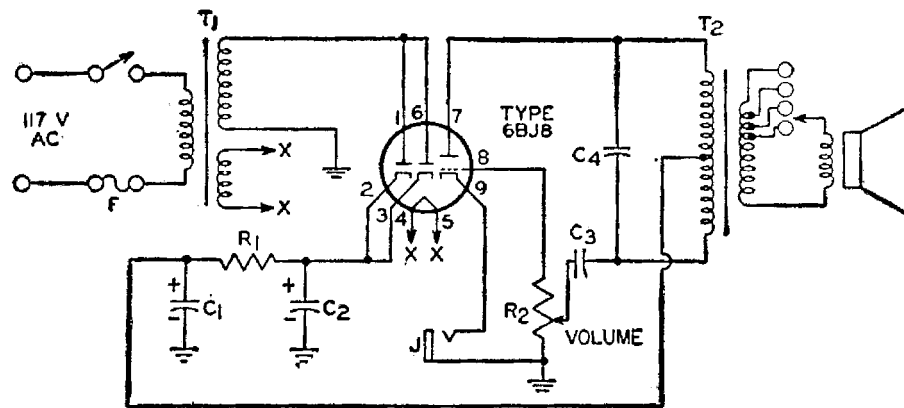 T1
T2
117 V
AC
F
X
X
1
6
7
TYPE
6BJ8
8
9
2
3
4
5
X
X
C4
C3
R1
+
-
C1
+
-
C2
J
R2
VOLUME